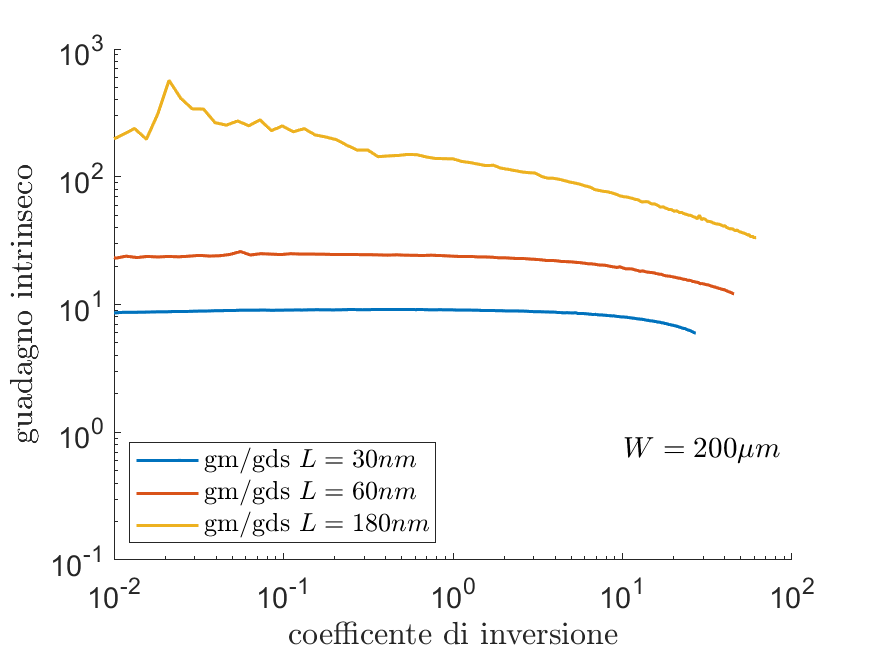 10^3
10^2
10^1
10^0
10^-1
guadagno intrinseco
W = 200μm
gm/gds L = 30nm
gm/gds L = 60nm
gm/gds L = 180nm
10^-2 10^-1 10^0 10^1 10^2
coefficente di inversione